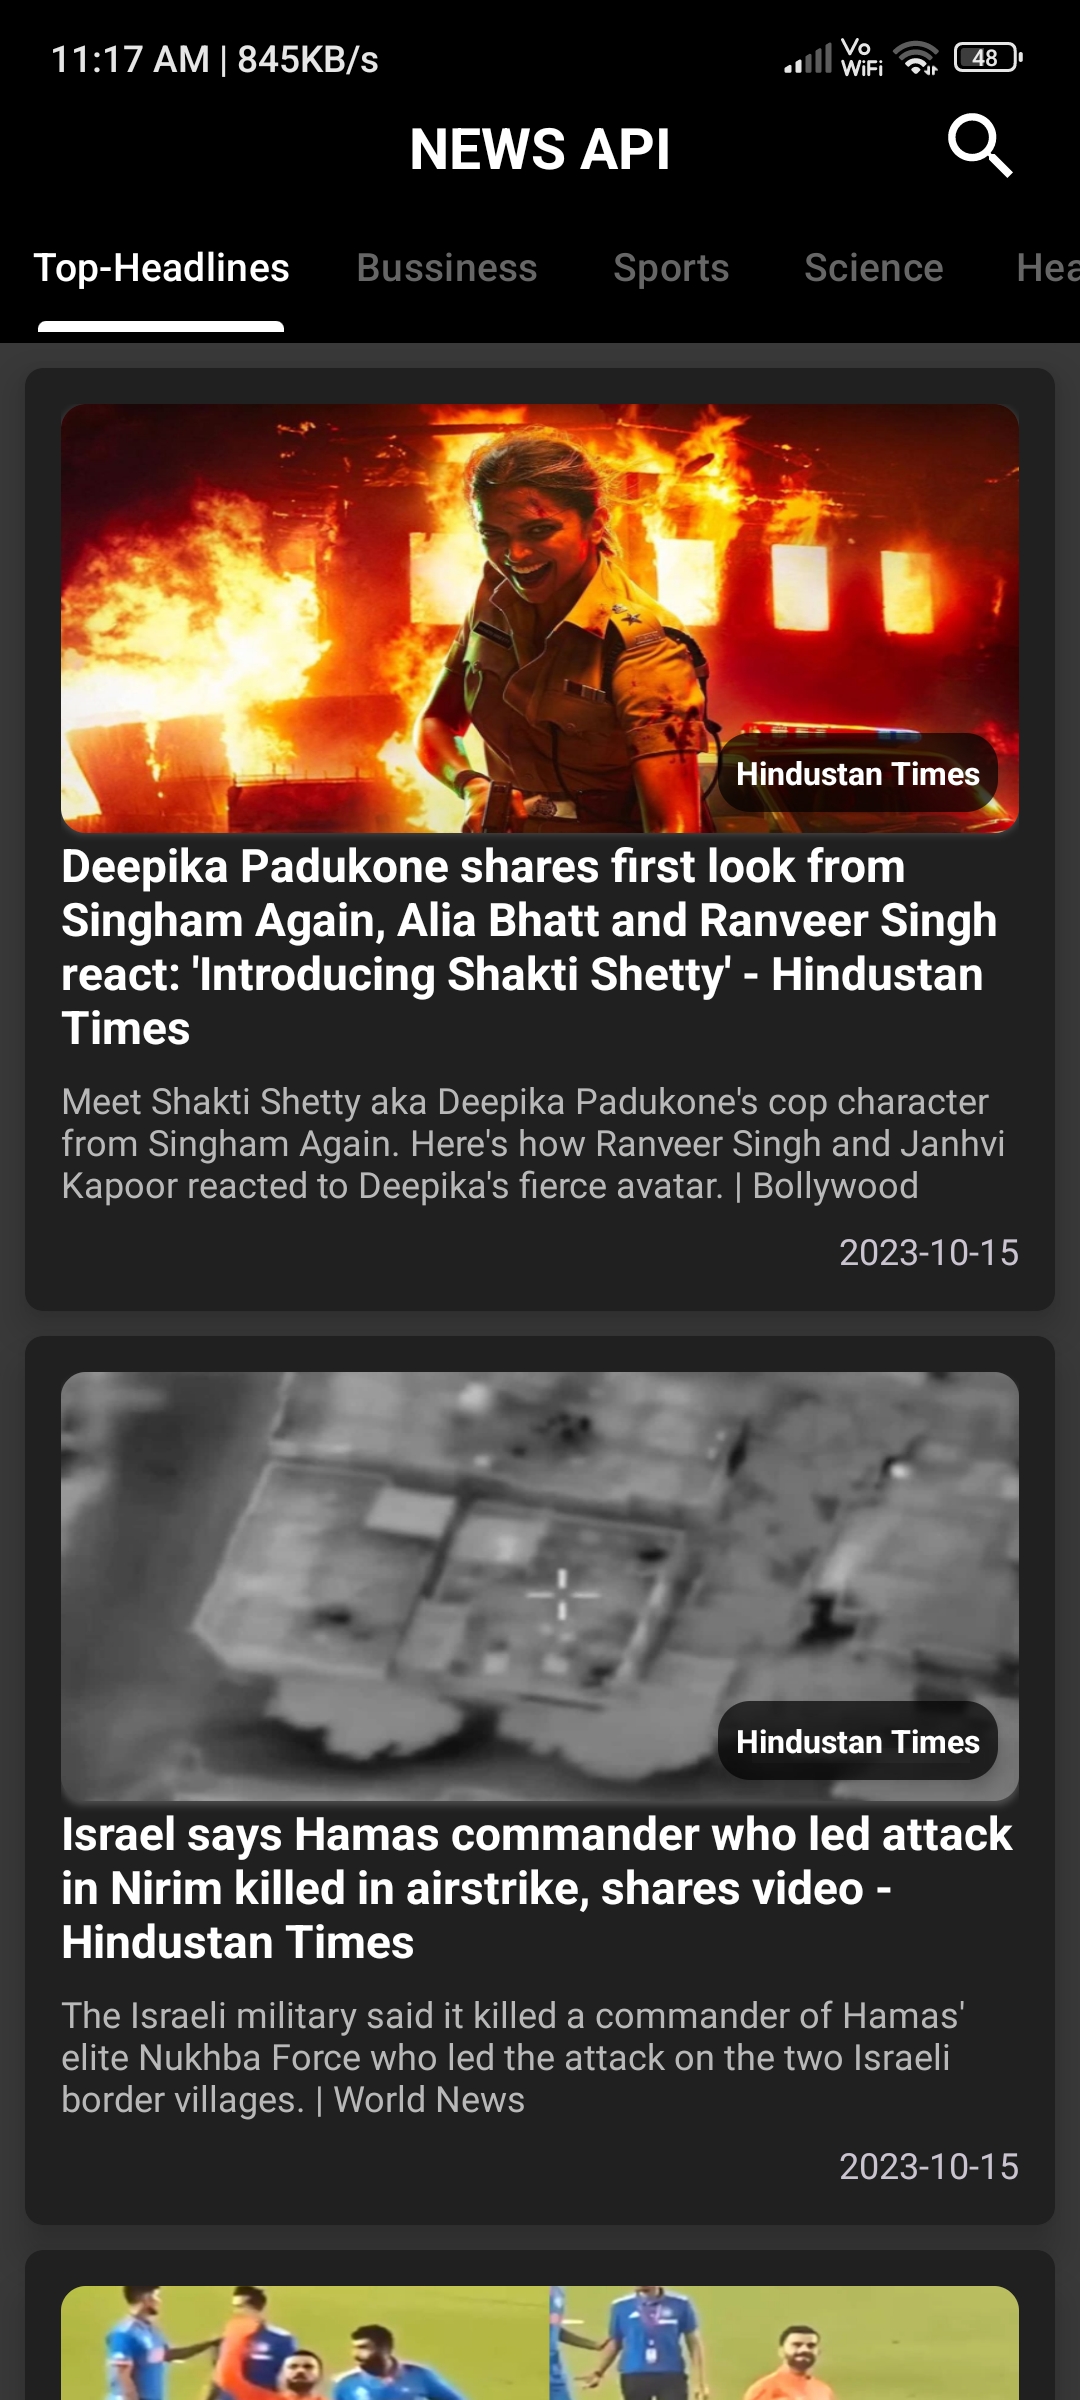 11:17 AM | 845KB/s
Vo
WiFi
48
NEWS API
Top-Headlines Bussiness Sports Science Hea
Hindustan Times
Deepika Padukone shares first look from
Singham Again, Alia Bhatt and Ranveer Singh
react: 'Introducing Shakti Shetty' - Hindustan
Times
Meet Shakti Shetty aka Deepika Padukone's cop character
from Singham Again. Here's how Ranveer Singh and Janhvi
Kapoor reacted to Deepika's fierce avatar. | Bollywood
2023-10-15
Hindustan Times
Israel says Hamas commander who led attack
in Nirim killed in airstrike, shares video -
Hindustan Times
The Israeli military said it killed a commander of Hamas'
elite Nukhba Force who led the attack on the two Israeli
border villages. | World News
2023-10-15